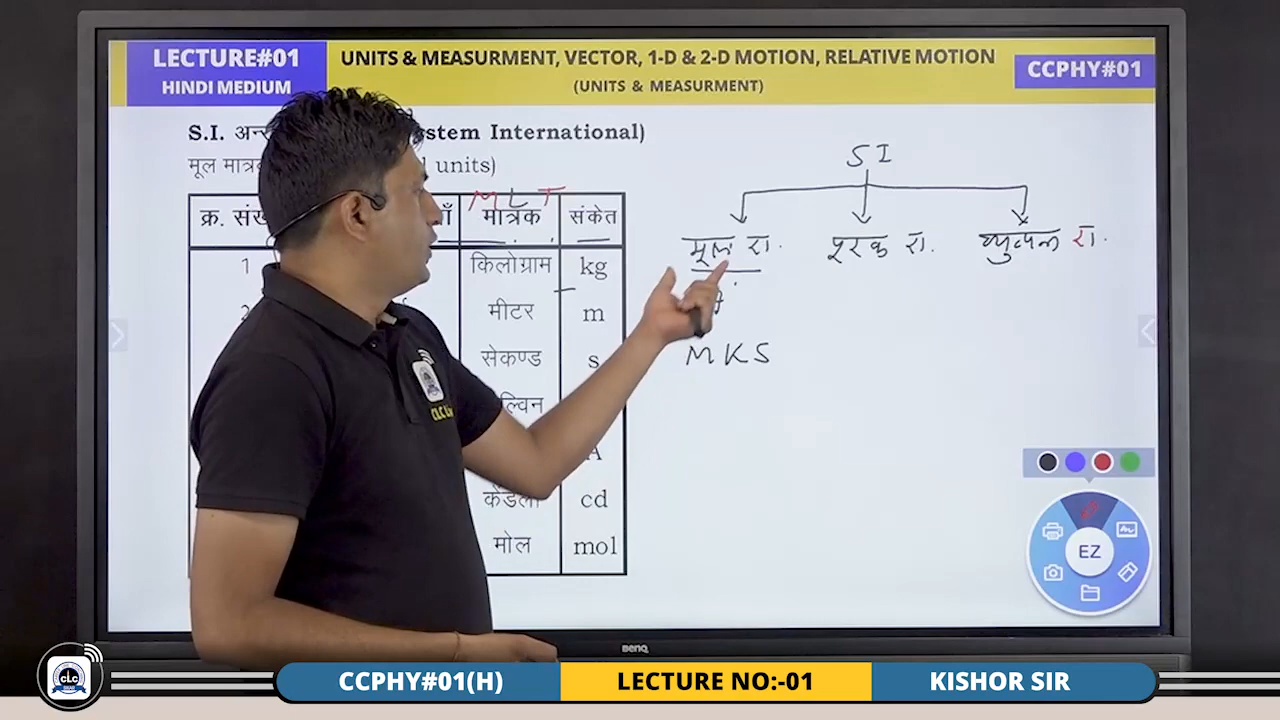 LECTURE#01
HINDI MEDIUM
UNITS & MEASURMENT, VECTOR, 1-D & 2-D MOTION, RELATIVE MOTION
(UNITS & MEASURMENT)
CCPHY#01
S.I. International)
मूल units)
M L T
क्र. मात्रक संकेत
1 किलोग्राम kg
मीटर m
सेकण्ड s
A
cd
मोल mol
SI
मूल रा.
पूरक रा.
व्युत्पन्न रा.
7
MKS
EZ
BenQ
CLC
CCPHY#01(H)
LECTURE NO:-01
KISHOR SIR